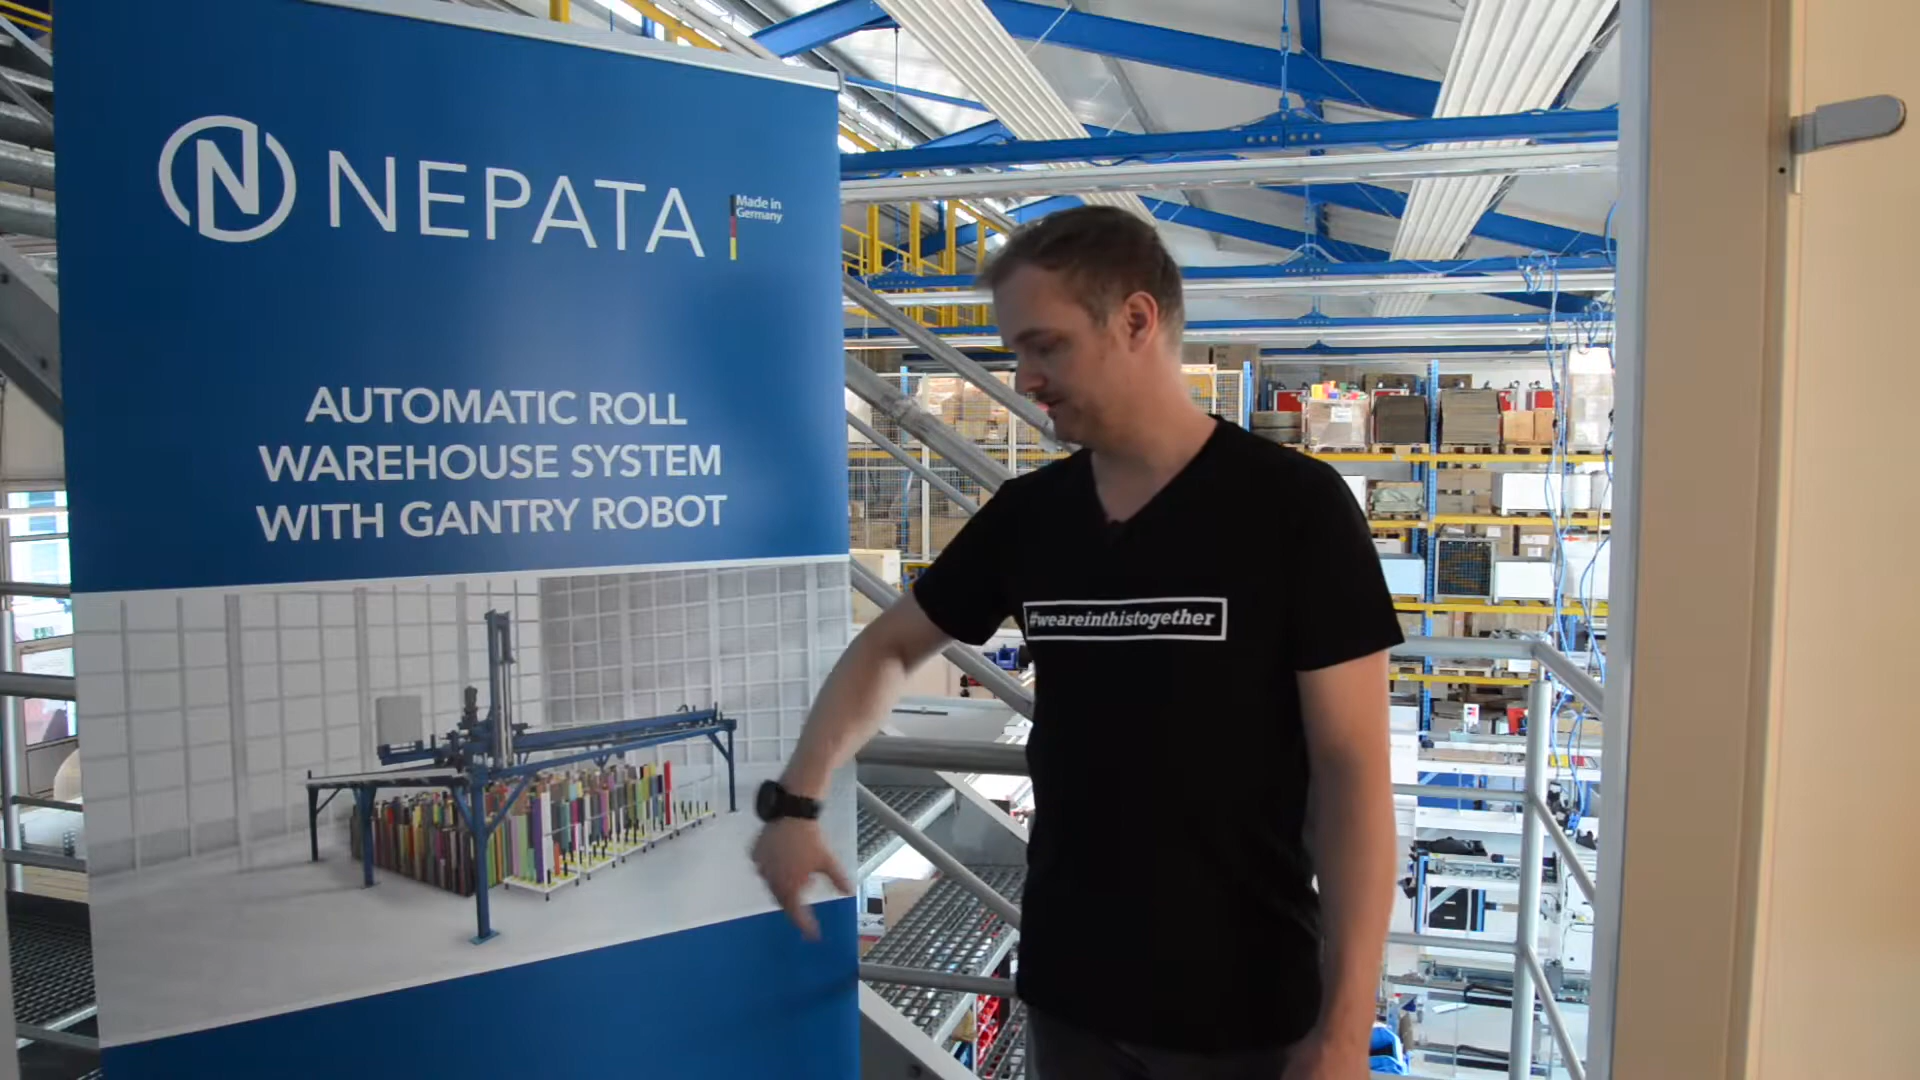 N NEPATA
Made in
Germany
AUTOMATIC ROLL
WAREHOUSE SYSTEM
WITH GANTRY ROBOT
#weareinthistogether